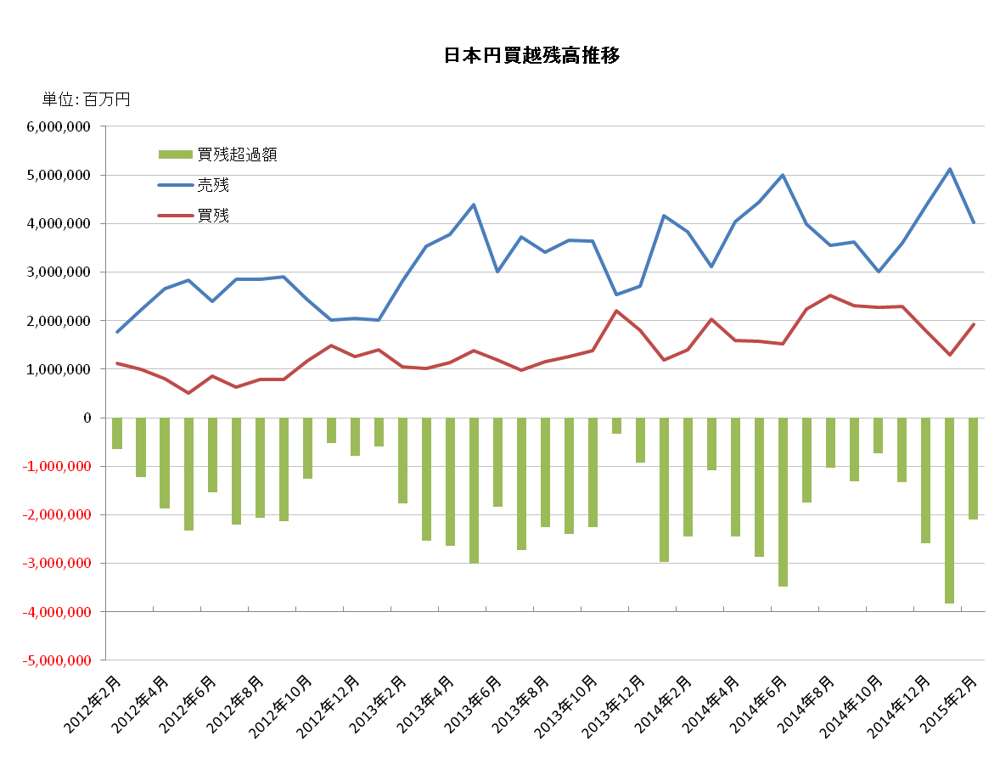 日本円買越残高推移
単位：百万円
6,000,000
5,000,000
4,000,000
3,000,000
2,000,000
1,000,000
0
-1,000,000
-2,000,000
-3,000,000
-4,000,000
-5,000,000
買残超過額
売残
買残
2012年2月
2012年4月
2012年6月
2012年8月
2012年10月
2012年12月
2013年2月
2013年4月
2013年6月
2013年8月
2013年10月
2013年12月
2014年2月
2014年4月
2014年6月
2014年8月
2014年10月
2014年12月
2015年2月